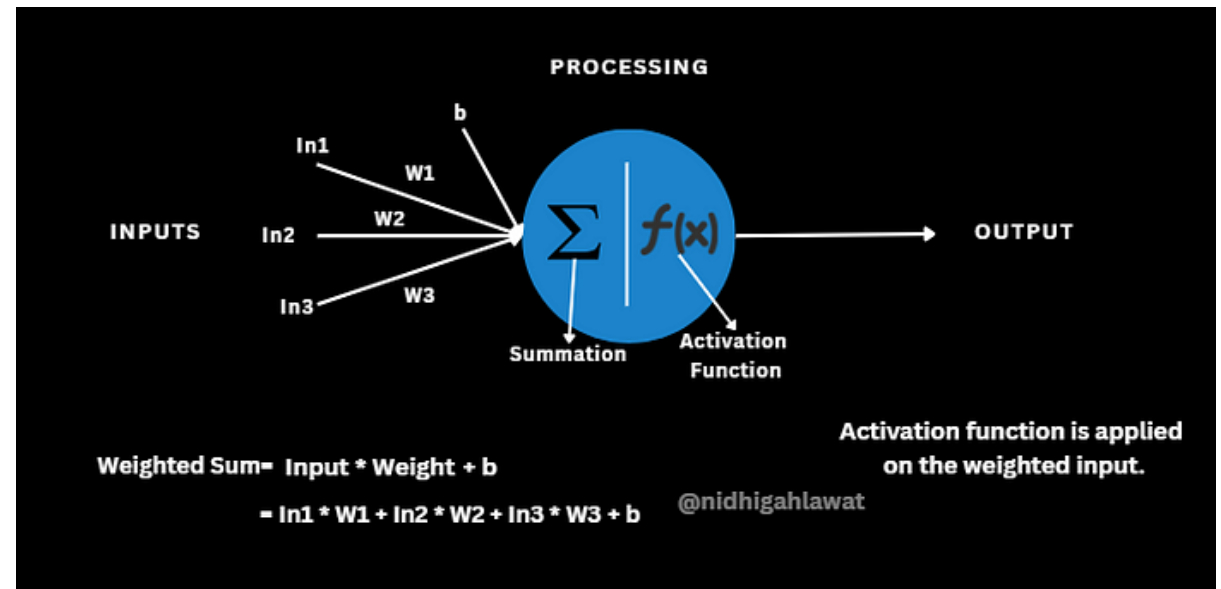 PROCESSING
b
In1
W1
W2
INPUTS
In2
Σ
f(x)
OUTPUT
In3
W3
Summation
Activation
Function
Activation function is applied
on the weighted input.
Weighted Sum= Input * Weight + b
= In1 * W1 + In2 * W2 + In3 * W3 + b
@nidhigahlawat